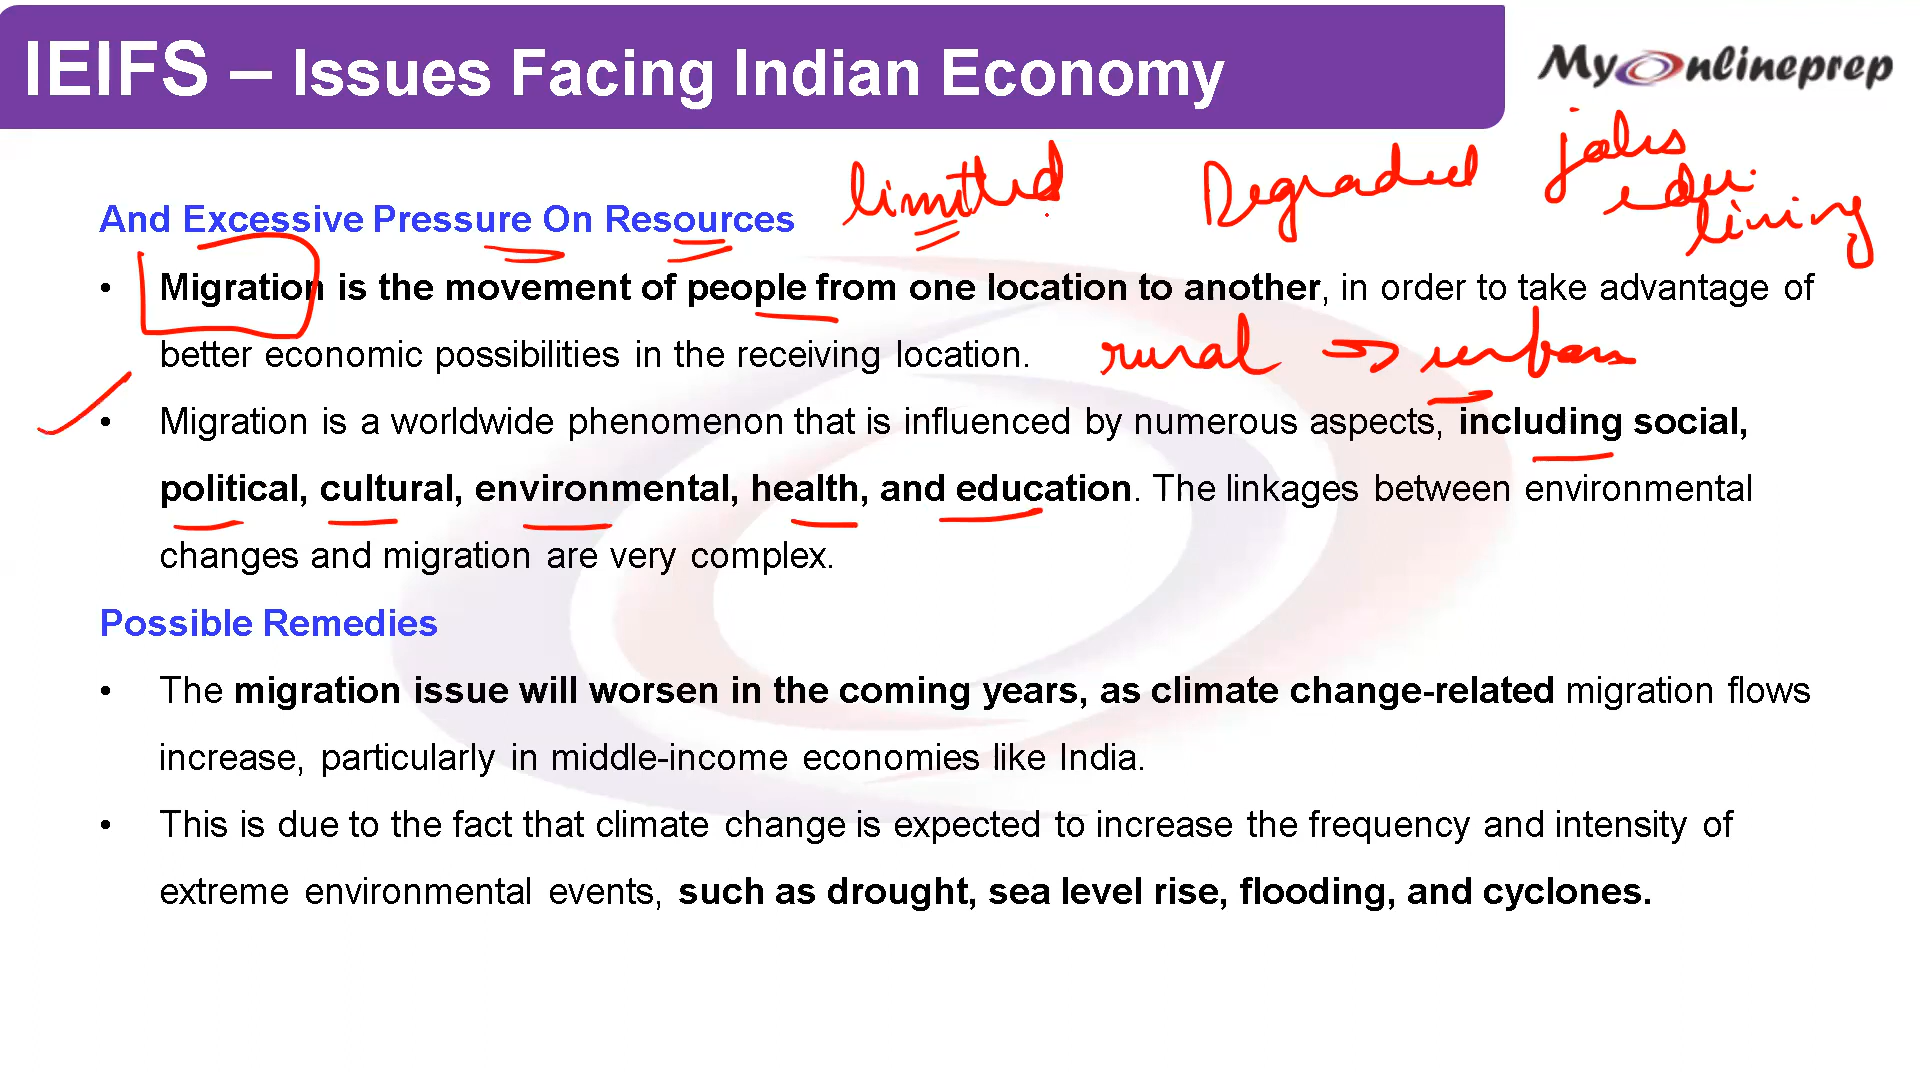 IEIFS – Issues Facing Indian Economy
MyOnlineprep
jobs
edu.
living
limited
Degraded
And Excessive Pressure On Resources
• Migration is the movement of people from one location to another, in order to take advantage of
better economic possibilities in the receiving location.
rural ⇒ urban
• Migration is a worldwide phenomenon that is influenced by numerous aspects, including social,
political, cultural, environmental, health, and education. The linkages between environmental
changes and migration are very complex.
Possible Remedies
• The migration issue will worsen in the coming years, as climate change-related migration flows
increase, particularly in middle-income economies like India.
• This is due to the fact that climate change is expected to increase the frequency and intensity of
extreme environmental events, such as drought, sea level rise, flooding, and cyclones.